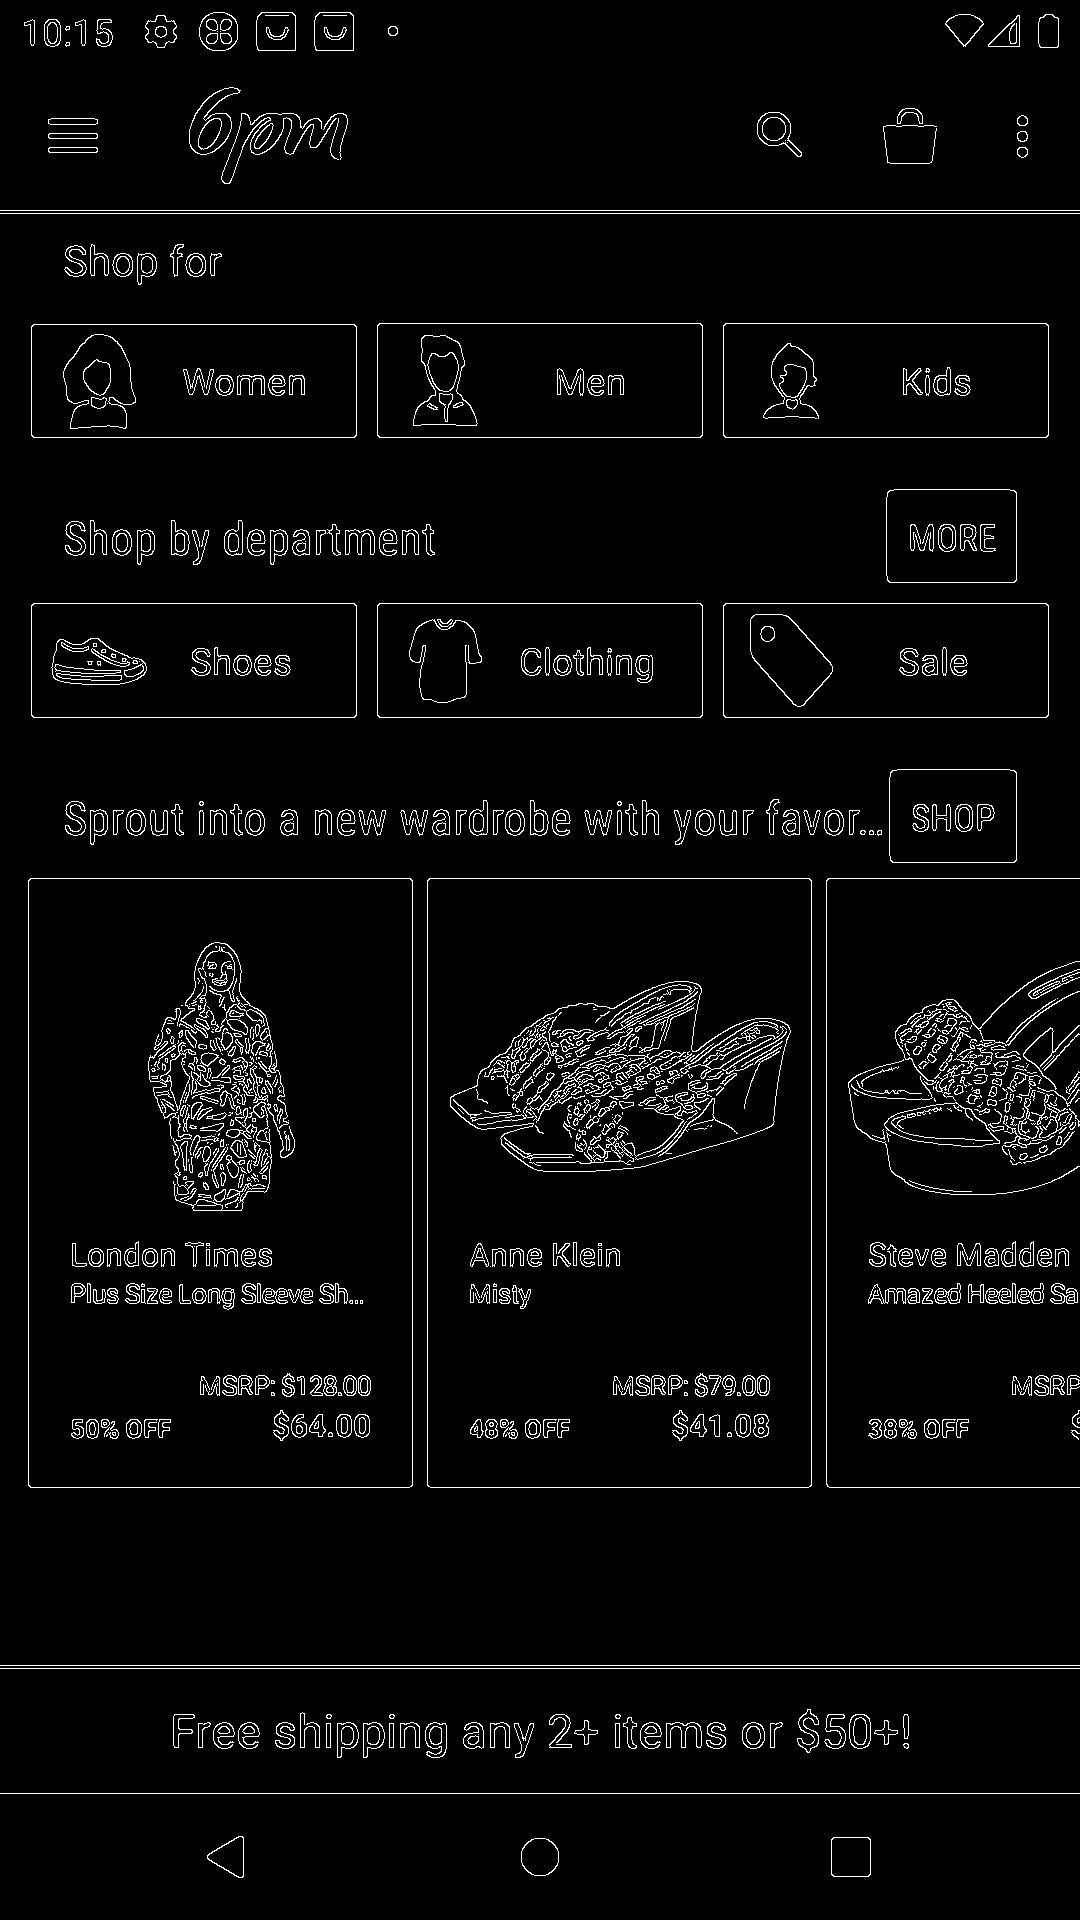 10:15
6pm
Shop for
Women Men Kids
Shop by department MORE
Shoes Clothing Sale
Sprout into a new wardrobe with your favor... SHOP
London Times
Plus Size Long Sleeve Sh...
MSRP: $128.00
50% OFF $64.00
Anne Klein
Misty
MSRP: $79.00
48% OFF $41.08
Steve Madden
Amazed Heeled Sa
MSRP
38% OFF $
Free shipping any 2+ items or $50+!